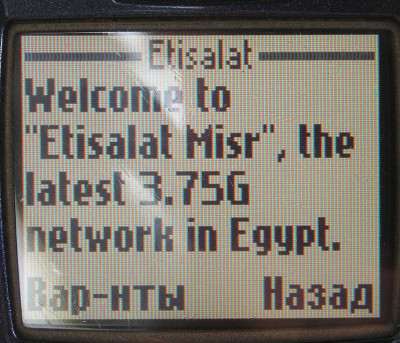 Etisalat
Welcome to
"Etisalat Misr", the
latest 3.75G
network in Egypt.
Вар-нты Назад